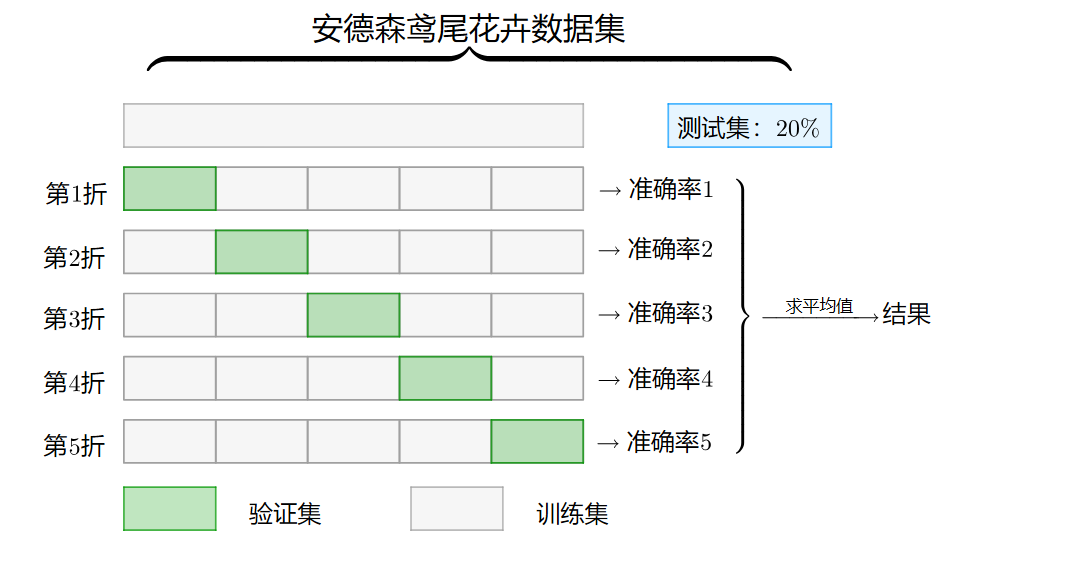 安德森鸢尾花卉数据集
测试集：20%
第1折 → 准确率1
第2折 → 准确率2
第3折 → 准确率3
求平均值
结果
第4折 → 准确率4
第5折 → 准确率5
验证集 训练集